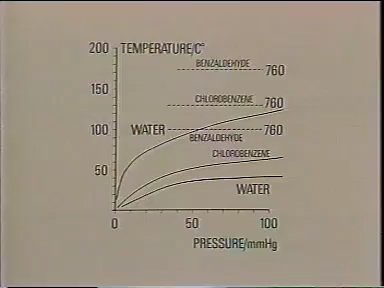 200 TEMPERATURE/C°
BENZALDEHYDE
760
150
CHLOROBENZENE
760
100 WATER
760
BENZALDEHYDE
CHLOROBENZENE
50
WATER
0 50 100
PRESSURE/mmHg